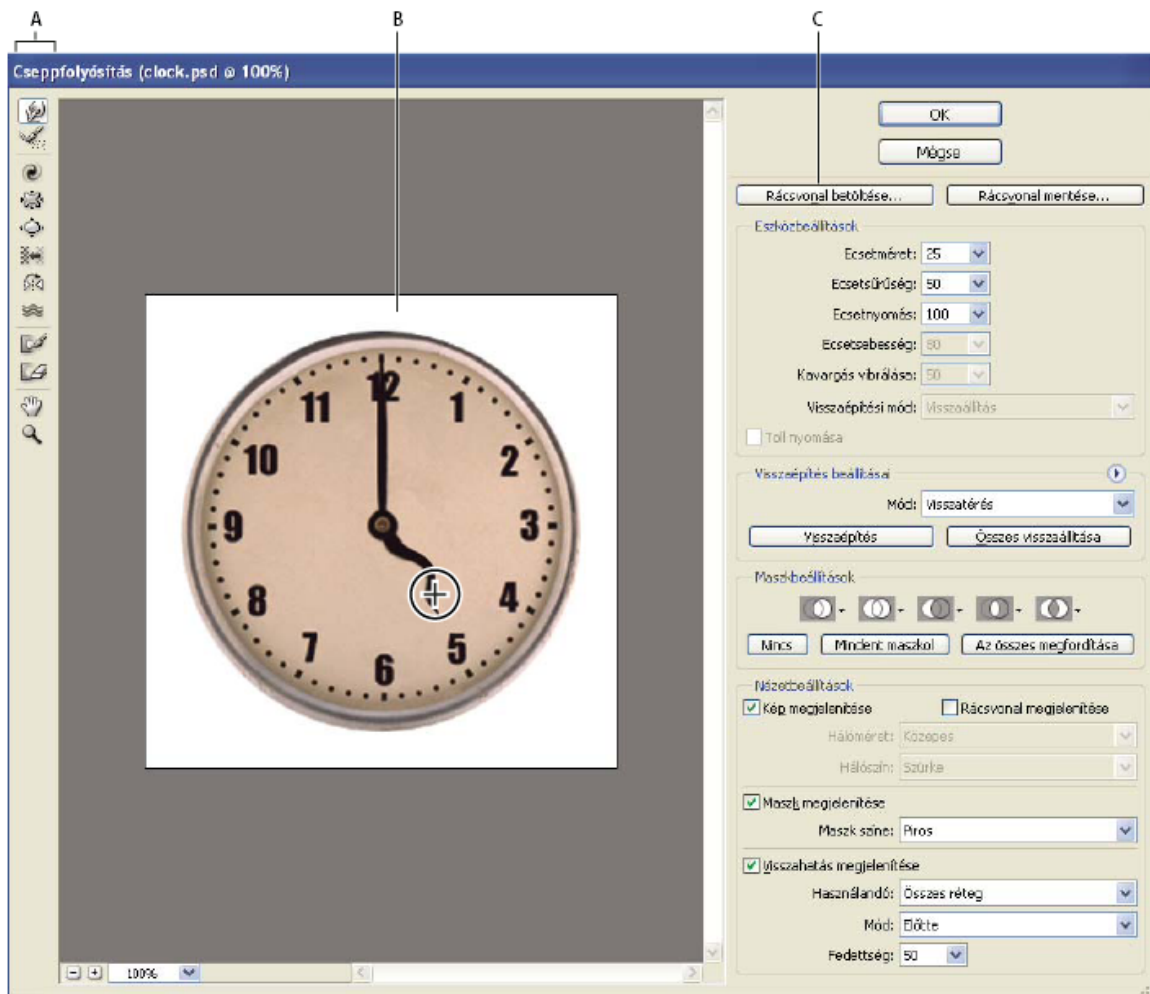 A
B
C
Cseppfolyósítás (clock.psd @ 100%)
OK
Mégse
Rácsvonal betöltése...
Rácsvonal mentése...
Eszközbeállítások
Ecsetméret: 25
Ecsetsűrűség: 50
Ecsetnyomás: 100
Ecsetsebesség: 80
Kavargás vibrálása: 50
Visszaépítési mód: Visszaállítás
Toll nyomása
Visszaépítés beállításai
Mód: Visszatérés
Visszaépítés
Összes visszaállítása
Maszkbeállítások
Nincs
Mindent maszkol
Az összes megfordítása
Nézetbeállítások
Kép megjelenítése
Rácsvonal megjelenítése
Hálóméret: Közepes
Hálószín: Szürke
Maszk megjelenítése
Maszk színe: Piros
Visszahatás megjelenítése
Használandó: Összes réteg
Mód: Előtte
Fedettség: 50
12
1
2
3
4
5
6
7
8
9
10
11
100%